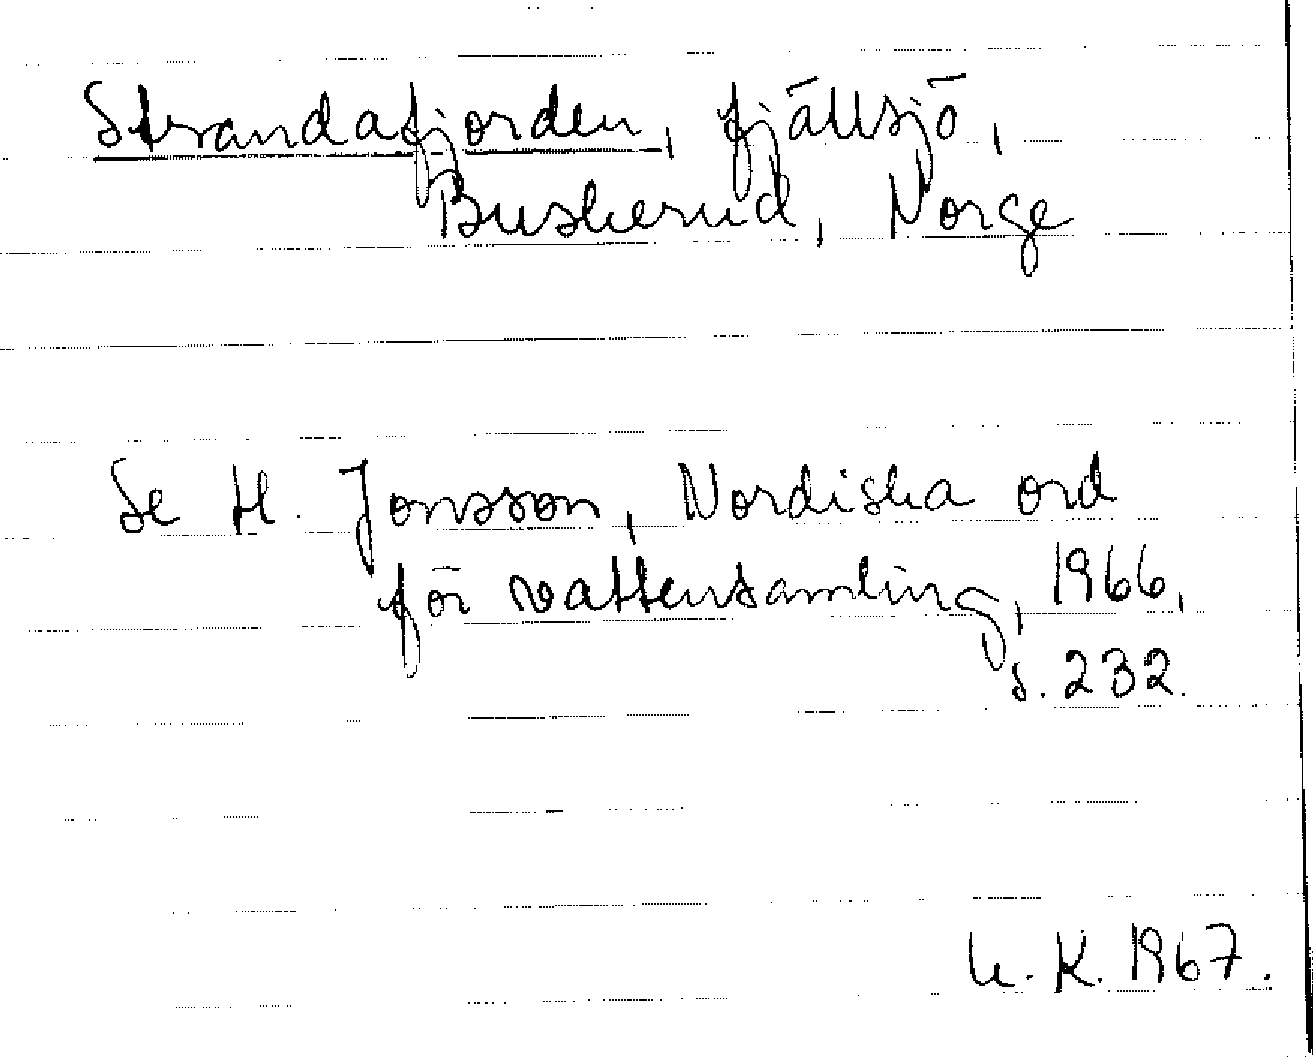 Strandafjorden, fjällsjö,
Buskerud, Norge
Se H. Jonsson, Nordiska ord
för vattensamling, 1966,
s. 232.
U. K. 1967.